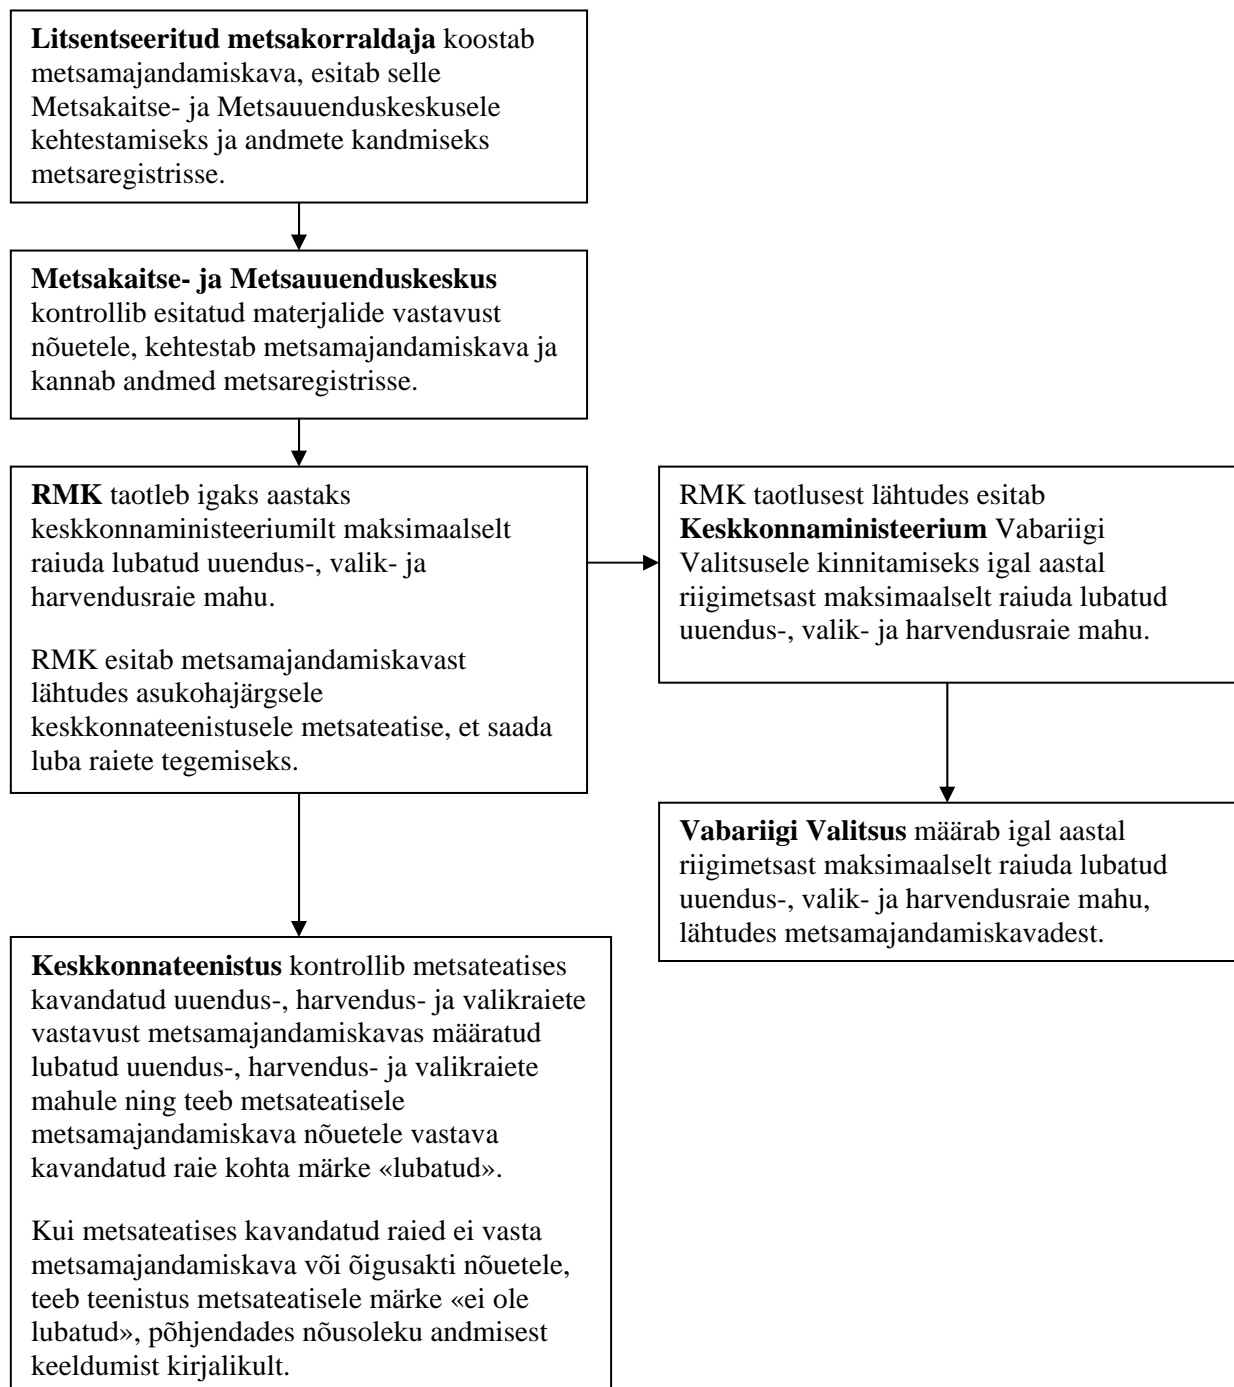 Litsentseeritud metsakorraldaja koostab
metsamajandamiskava, esitab selle
Metsakaitse- ja Metsauuenduskeskusele
kehtestamiseks ja andmete kandmiseks
metsaregistrisse.
Metsakaitse- ja Metsauuenduskeskus
kontrollib esitatud materjalide vastavust
nõuetele, kehtestab metsamajandamiskava ja
kannab andmed metsaregistrisse.
RMK taotleb igaks aastaks
keskkonnaministeeriumilt maksimaalselt
raiuda lubatud uuendus-, valik- ja
harvendusraie mahu.
RMK esitab metsamajandamiskavast
lähtudes asukohajärgsele
keskkonnateenistusele metsateatise, et saada
luba raiete tegemiseks.
RMK taotlusest lähtudes esitab
Keskkonnaministeerium Vabariigi
Valitsusele kinnitamiseks igal aastal
riigimetsast maksimaalselt raiuda lubatud
uuendus-, valik- ja harvendusraie mahu.
Vabariigi Valitsus määrab igal aastal
riigimetsast maksimaalselt raiuda lubatud
uuendus-, valik- ja harvendusraie mahu,
lähtudes metsamajandamiskavadest.
Keskkonnateenistus kontrollib metsateatises
kavandatud uuendus-, harvendus- ja valikraiete
vastavust metsamajandamiskavas määratud
lubatud uuendus-, harvendus- ja valikraiete
mahule ning teeb metsateatisele
metsamajandamiskava nõuetele vastava
kavandatud raie kohta märke «lubatud».
Kui metsateatises kavandatud raied ei vasta
metsamajandamiskava või õigusakti nõuetele,
teeb teenistus metsateatisele märke «ei ole
lubatud», põhjendades nõusoleku andmisest
keeldumist kirjalikult.